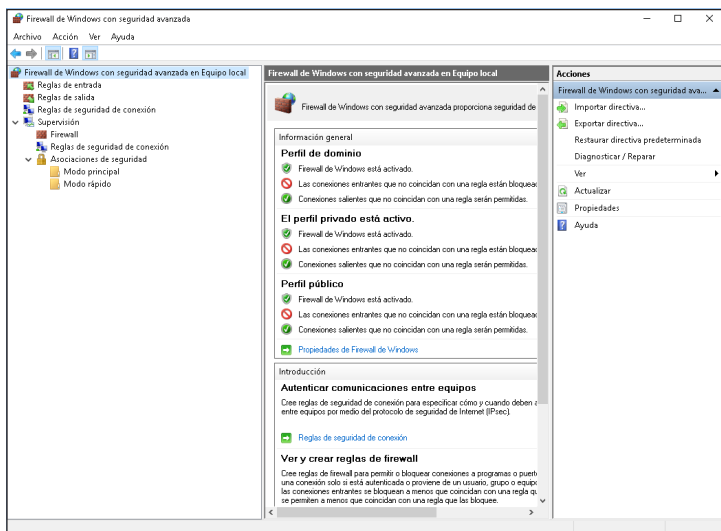 Firewall de Windows con seguridad avanzada
Archivo Acción Ver Ayuda
Firewall de Windows con seguridad avanzada en Equipo local
Reglas de entrada
Reglas de salida
Reglas de seguridad de conexión
Supervisión
Firewall
Reglas de seguridad de conexión
Asociaciones de seguridad
Modo principal
Modo rápido
Firewall de Windows con seguridad avanzada en Equipo local
Firewall de Windows con seguridad avanzada proporciona seguridad de
Información general
Perfil de dominio
Firewall de Windows está activado.
Las conexiones entrantes que no coincidan con una regla están bloquea
Conexiones salientes que no coincidan con una regla serán permitidas.
El perfil privado está activo.
Firewall de Windows está activado.
Las conexiones entrantes que no coincidan con una regla están bloquea
Conexiones salientes que no coincidan con una regla serán permitidas.
Perfil público
Firewall de Windows está activado.
Las conexiones entrantes que no coincidan con una regla están bloquea
Conexiones salientes que no coincidan con una regla serán permitidas.
Propiedades de Firewall de Windows
Introducción
Autenticar comunicaciones entre equipos
Cree reglas de seguridad de conexión para especificar cómo y cuando deben a
entre equipos por medio del protocolo de seguridad de Internet (IPsec).
Reglas de seguridad de conexión
Ver y crear reglas de firewall
Cree reglas de firewall para permitir o bloquear conexiones a programas o puert
una conexión solo si está autenticada o proviene de un usuario, grupo o equipo
las conexiones entrantes se bloquean a menos que coincidan con una regla qu
se permiten a menos que coincidan con una regla que las bloquee.
Acciones
Firewall de Windows con seguridad ava...
Importar directiva...
Exportar directiva...
Restaurar directiva predeterminada
Diagnosticar / Reparar
Ver
Actualizar
Propiedades
Ayuda